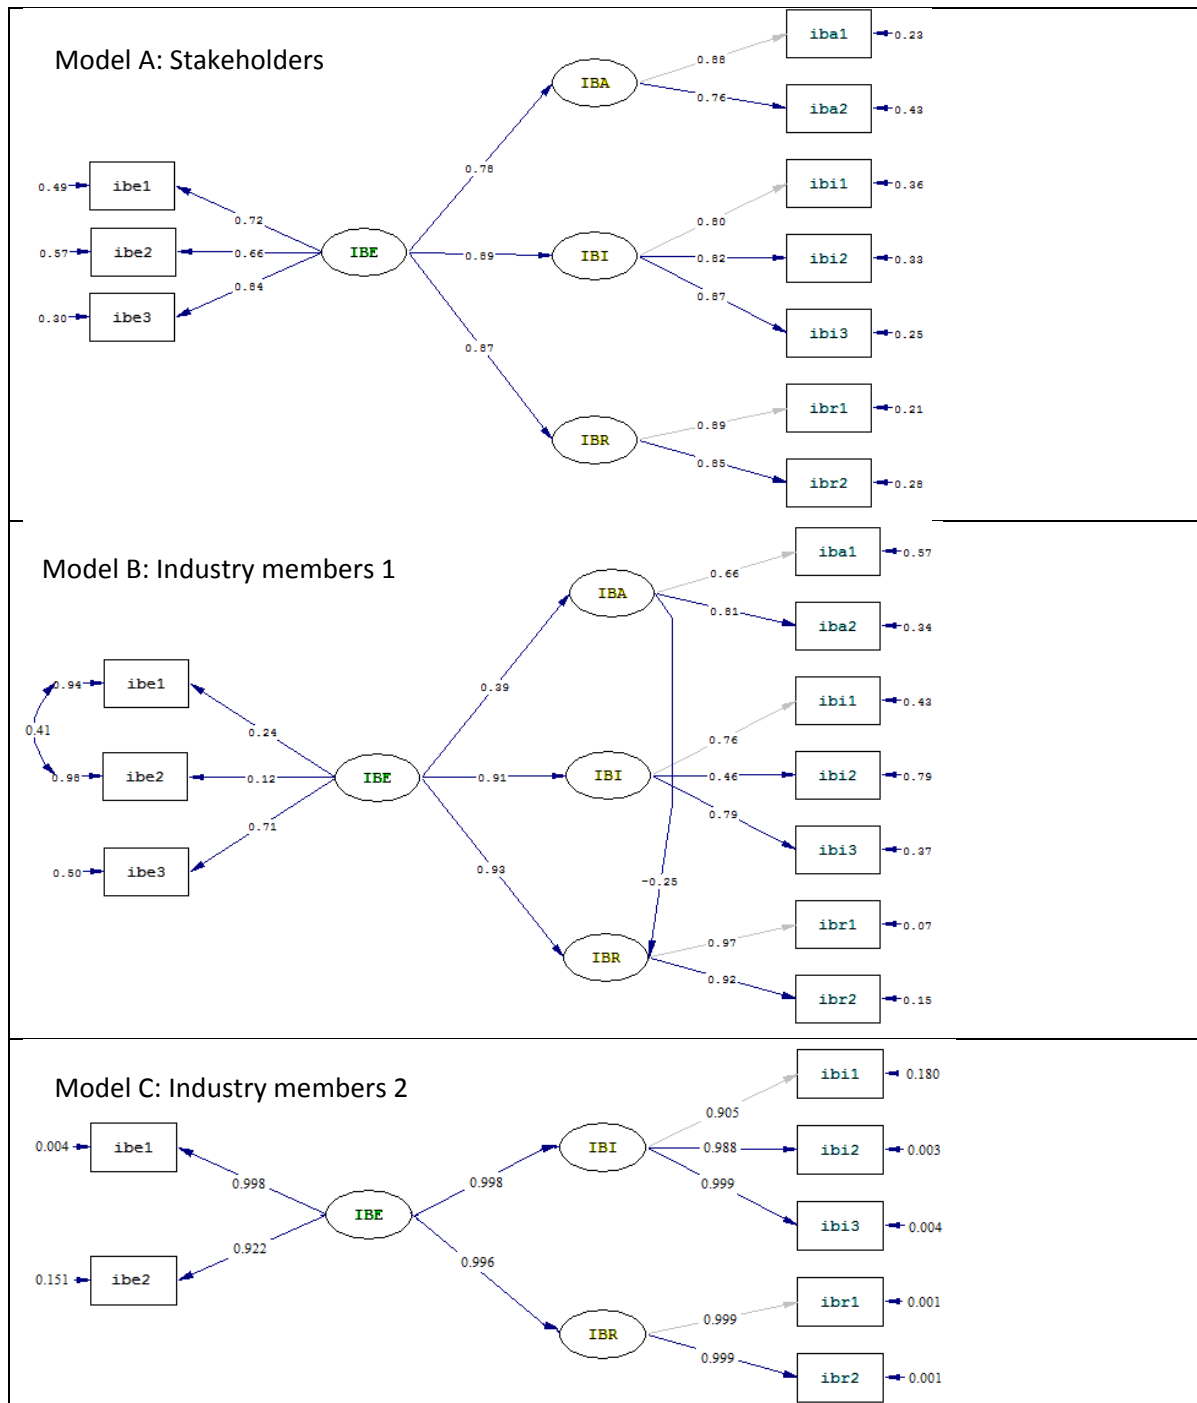 Model A: Stakeholders
iba1
0.23
0.88
IBA
0.76
iba2
0.43
0.78
0.49
ibe1
0.72
ibi1
0.36
0.80
0.57
ibe2
0.66
IBE
0.89
IBI
0.82
ibi2
0.33
0.84
0.87
0.30
ibe3
ibi3
0.25
0.87
ibr1
0.21
0.89
IBR
0.85
ibr2
0.28
Model B: Industry members 1
iba1
0.57
0.66
IBA
0.81
iba2
0.34
0.94
ibe1
0.39
ibi1
0.43
0.41
0.24
0.76
0.98
ibe2
0.12
IBE
0.91
IBI
0.46
ibi2
0.79
0.71
0.79
0.50
ibe3
0.93
ibi3
0.37
-0.25
ibr1
0.07
0.97
IBR
0.92
ibr2
0.15
Model C: Industry members 2
ibi1
0.180
0.905
0.004
ibe1
IBI
0.988
ibi2
0.003
0.998
0.998
0.999
IBE
ibi3
0.004
0.922
0.996
0.151
ibe2
ibr1
0.001
0.999
IBR
0.999
ibr2
0.001